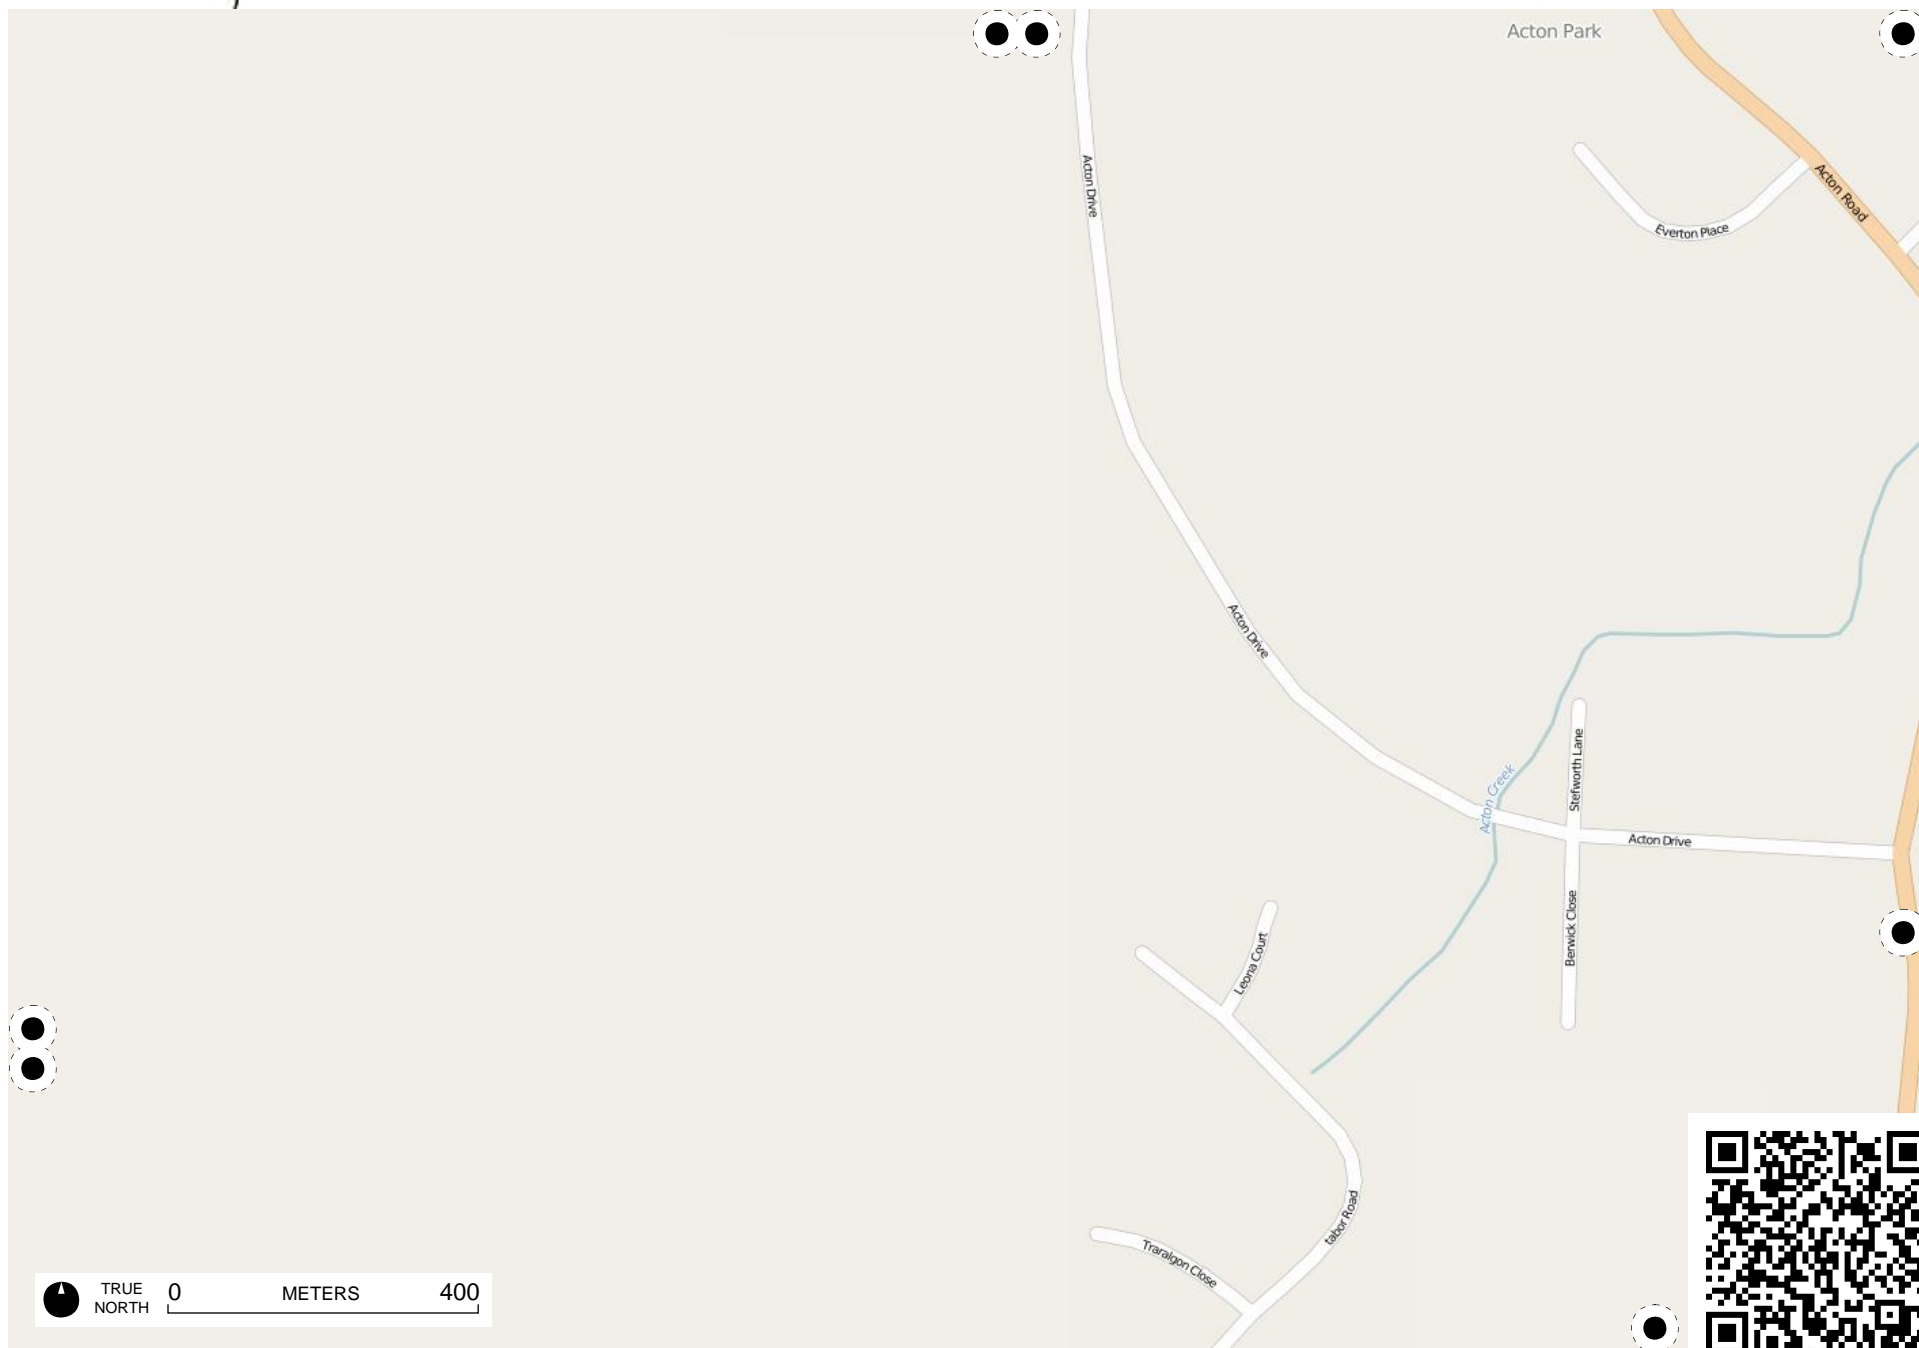 Acton Park
Acton Drive
Acton Road
Everton Place
Acton Drive
Stefworth Lane
Acton Creek
Acton Drive
Berwick Close
Leona Court
tabor Road
Traralgon Close
TRUE NORTH
0 METERS 400